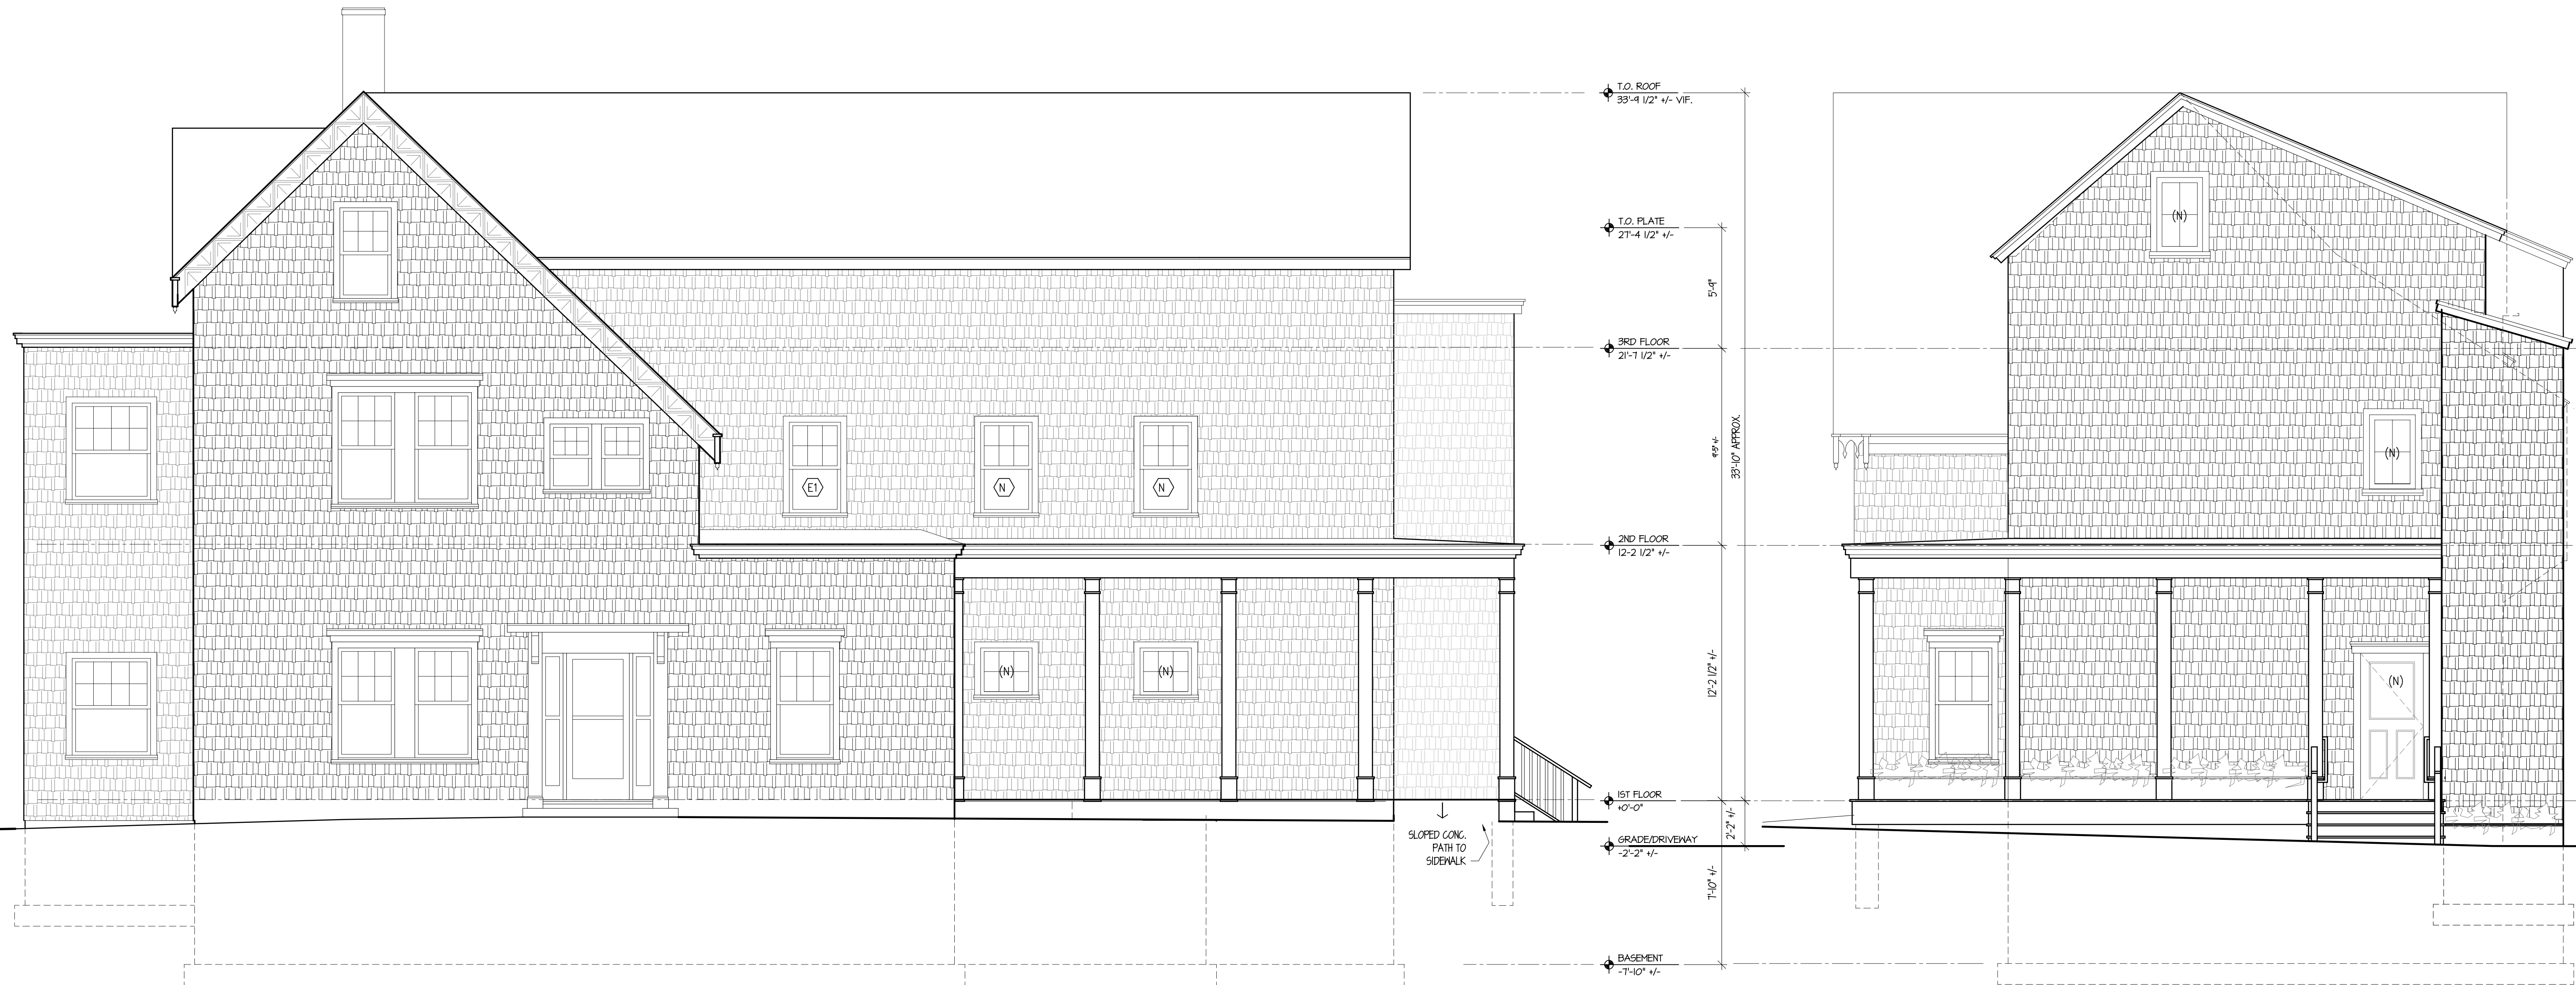 T.O. ROOF
33'-9 1/2" +/- VIF.
(N)
T.O. PLATE
27'-4 1/2" +/-
5'-9"
3RD FLOOR
21'-7 1/2" +/-
9'-5" +/-
33'-10" APPROX.
E1
N
N
(N)
2ND FLOOR
12-2 1/2" +/-
(N)
(N)
12'-2 1/2" +/-
(N)
1ST FLOOR
+0'-0"
2'-2" +/-
SLOPED CONC.
PATH TO
SIDEWALK
GRADE/DRIVEWAY
-2'-2" +/-
7'-10" +/-
BASEMENT
-7'-10" +/-